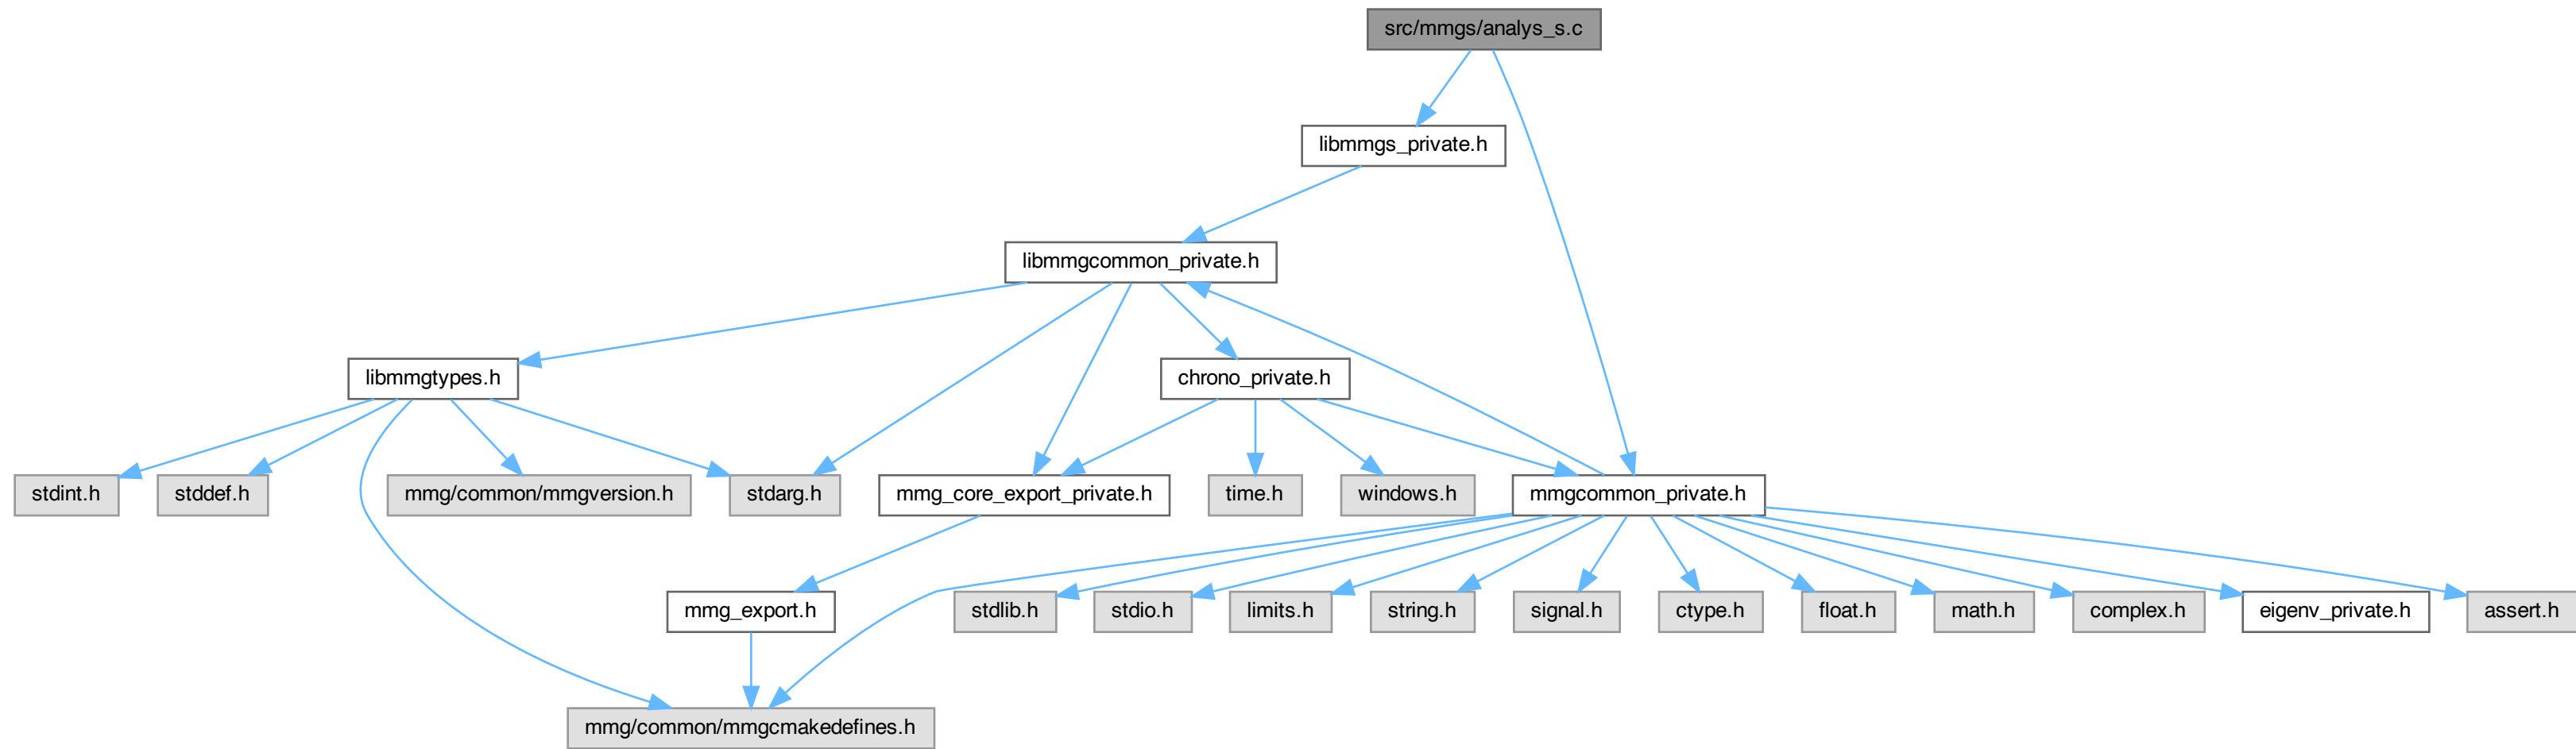 src/mmgs/analys_s.c
libmmgs_private.h
libmmgcommon_private.h
libmmgtypes.h
chrono_private.h
stdint.h
stddef.h
mmg/common/mmgversion.h
stdarg.h
mmg_core_export_private.h
time.h
windows.h
mmgcommon_private.h
mmg_export.h
stdlib.h
stdio.h
limits.h
string.h
signal.h
ctype.h
float.h
math.h
complex.h
eigenv_private.h
assert.h
mmg/common/mmgcmakedefines.h